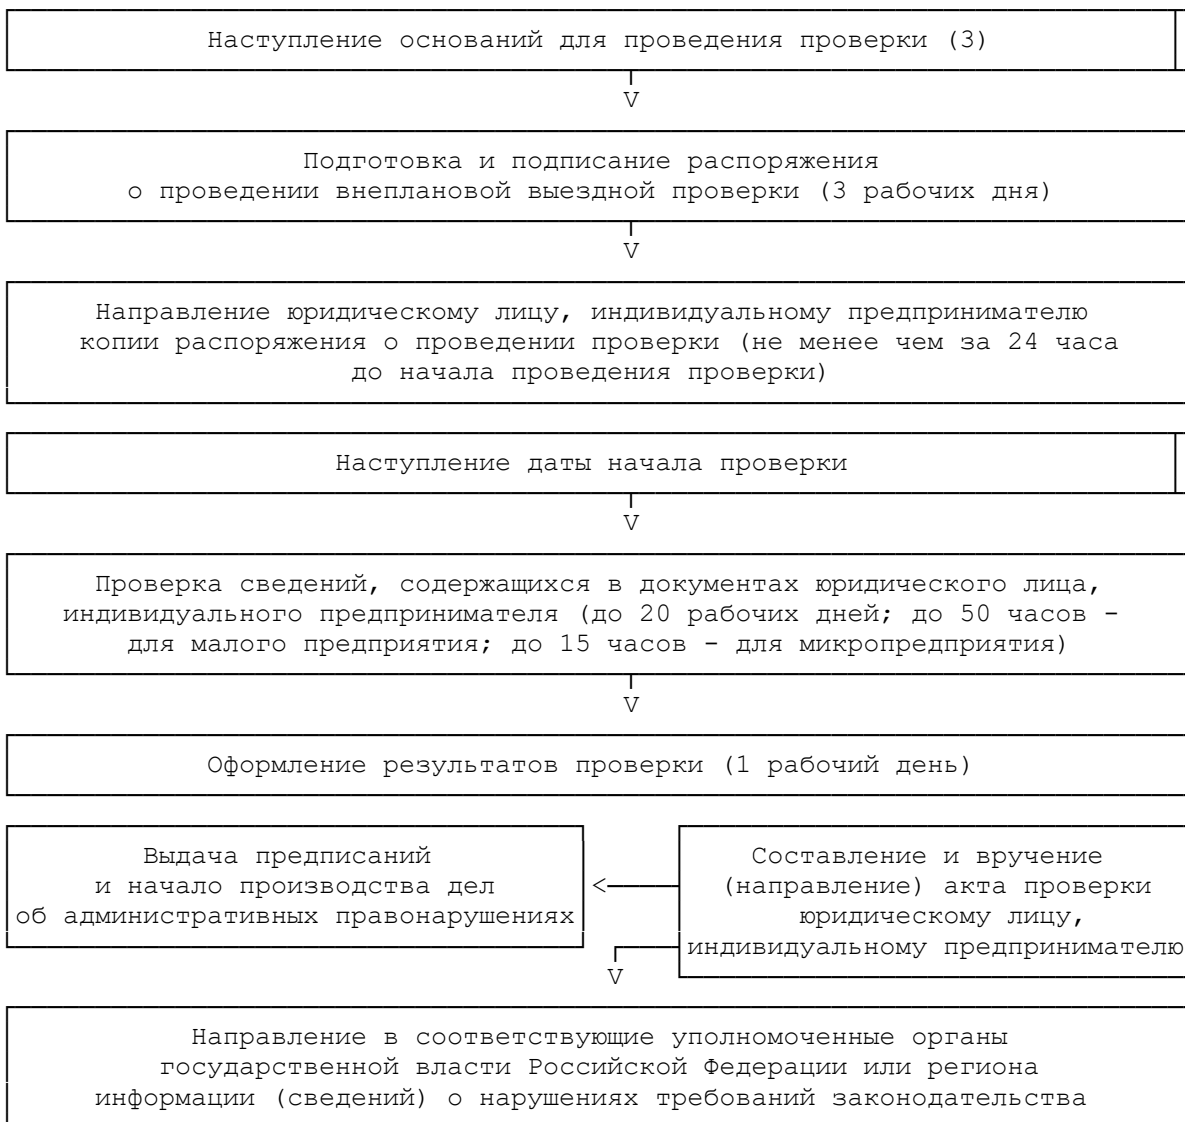 Наступление оснований для проведения проверки (3)
V
Подготовка и подписание распоряжения
о проведении внеплановой выездной проверки (3 рабочих дня)
V
Направление юридическому лицу, индивидуальному предпринимателю
копии распоряжения о проведении проверки (не менее чем за 24 часа
до начала проведения проверки)
Наступление даты начала проверки
V
Проверка сведений, содержащихся в документах юридического лица,
индивидуального предпринимателя (до 20 рабочих дней; до 50 часов -
для малого предприятия; до 15 часов - для микропредприятия)
V
Оформление результатов проверки (1 рабочий день)
Выдача предписаний
и начало производства дел
об административных правонарушениях
<
Составление и вручение
(направление) акта проверки
юридическому лицу,
индивидуальному предпринимателю
V
Направление в соответствующие уполномоченные органы
государственной власти Российской Федерации или региона
информации (сведений) о нарушениях требований законодательства